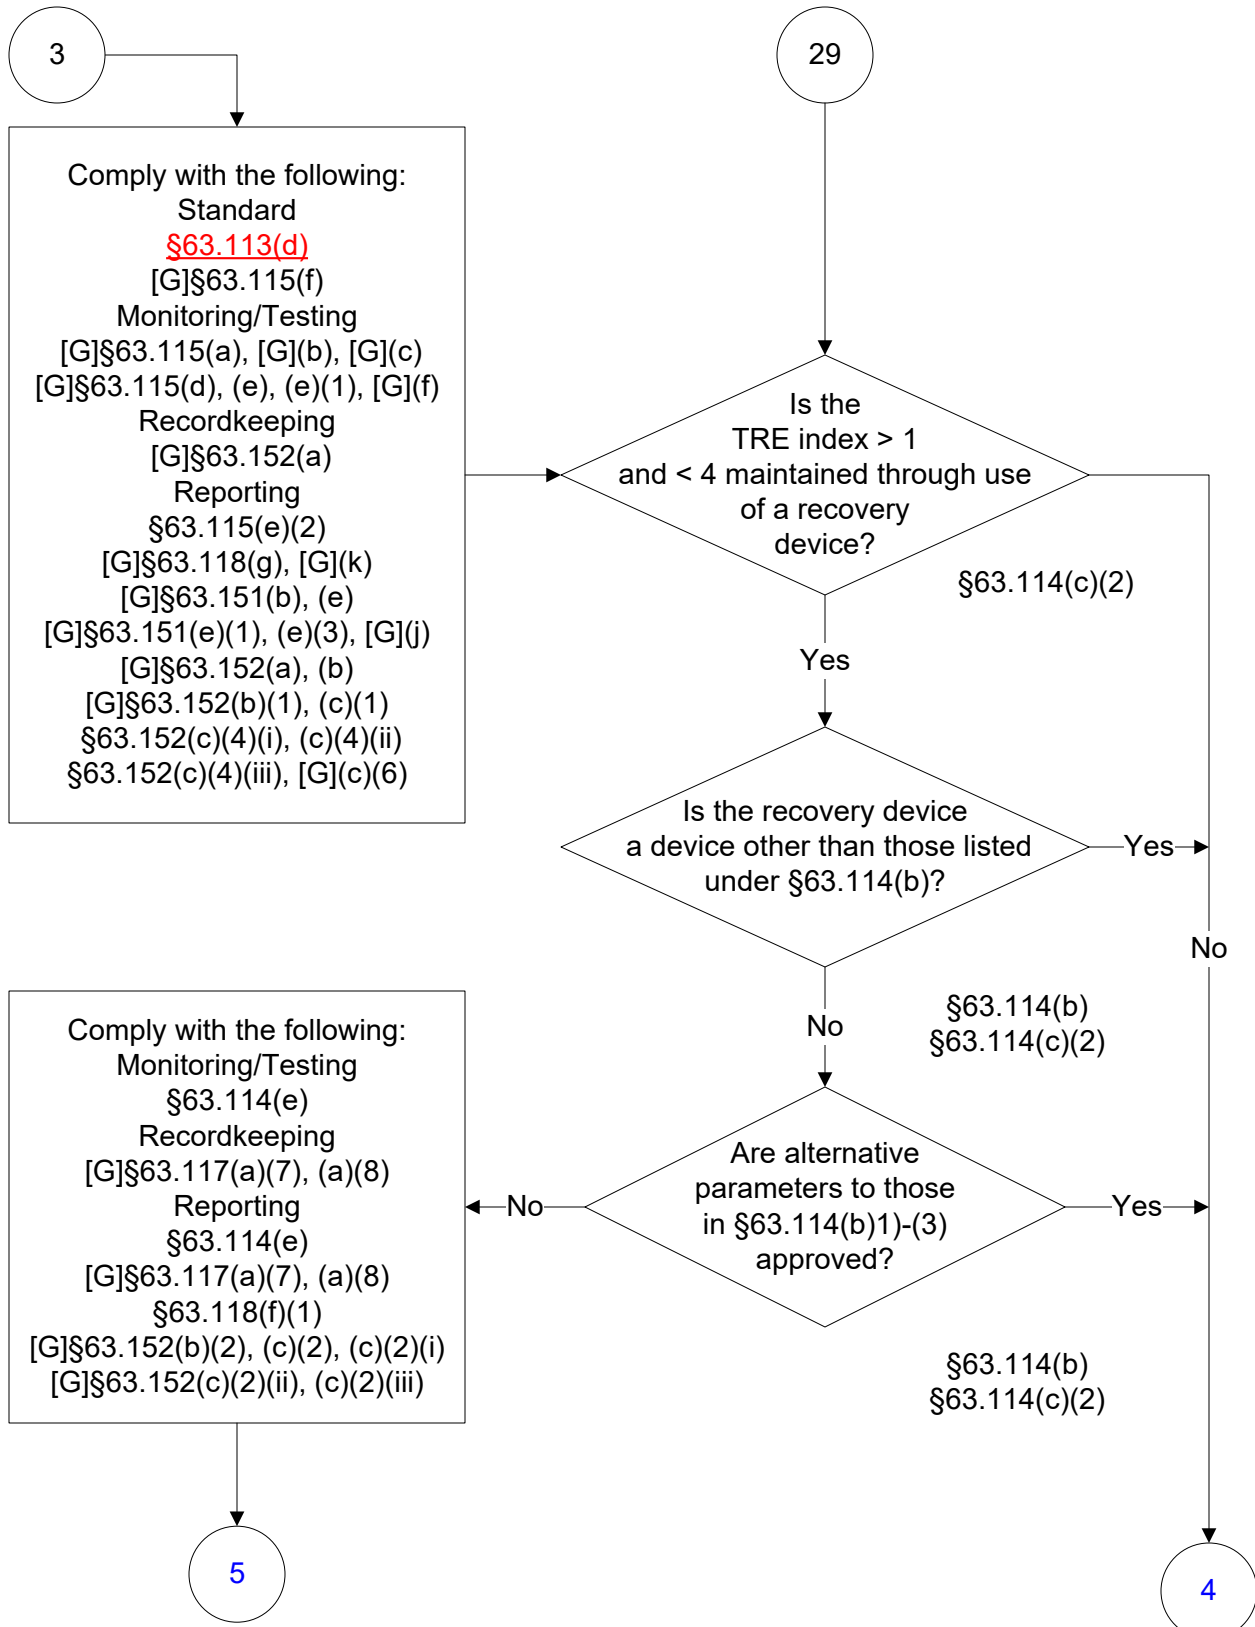 3
29
Comply with the following:
Standard
§63.113(d)
[G]§63.115(f)
Monitoring/Testing
[G]§63.115(a), [G](b), [G](c)
[G]§63.115(d), (e), (e)(1), [G](f)
Recordkeeping
[G]§63.152(a)
Reporting
§63.115(e)(2)
[G]§63.118(g), [G](k)
[G]§63.151(b), (e)
[G]§63.151(e)(1), (e)(3), [G](j)
[G]§63.152(a), (b)
[G]§63.152(b)(1), (c)(1)
§63.152(c)(4)(i), (c)(4)(ii)
§63.152(c)(4)(iii), [G](c)(6)
Is the
TRE index > 1
and < 4 maintained through use
of a recovery
device?
§63.114(c)(2)
Yes
Is the recovery device
a device other than those listed
under §63.114(b)?
Yes
No
No
§63.114(b)
§63.114(c)(2)
Are alternative
parameters to those
in §63.114(b)1)-(3)
approved?
No
Yes
§63.114(b)
§63.114(c)(2)
Comply with the following:
Monitoring/Testing
§63.114(e)
Recordkeeping
[G]§63.117(a)(7), (a)(8)
Reporting
§63.114(e)
[G]§63.117(a)(7), (a)(8)
§63.118(f)(1)
[G]§63.152(b)(2), (c)(2), (c)(2)(i)
[G]§63.152(c)(2)(ii), (c)(2)(iii)
5
4